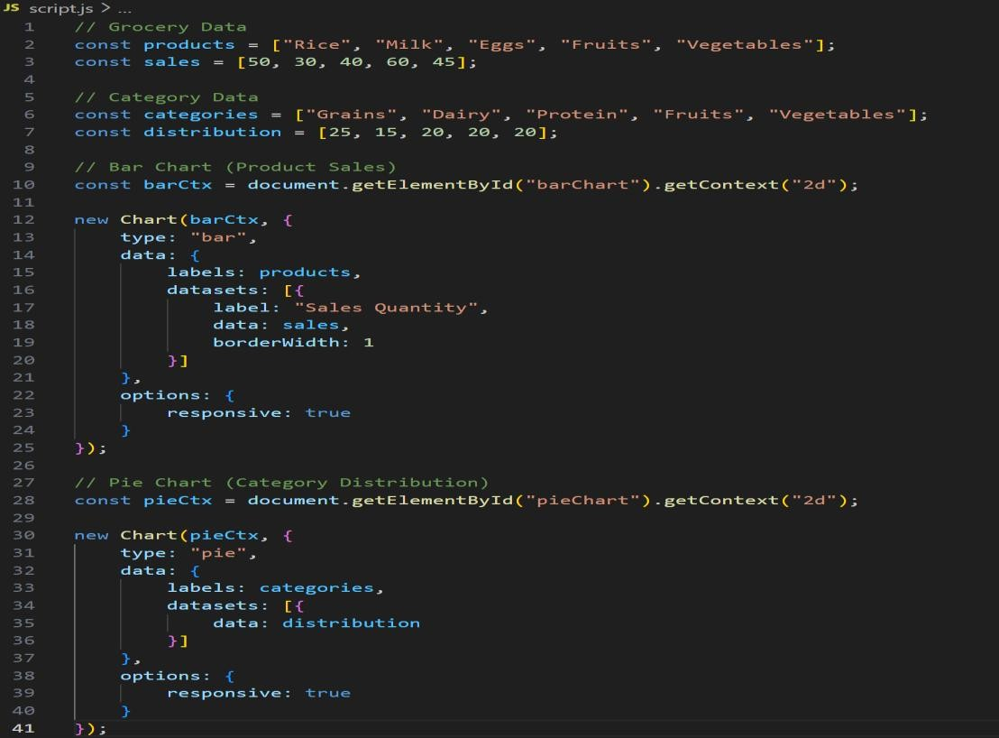 JS script.js > ...
1 // Grocery Data
2 const products = ["Rice", "Milk", "Eggs", "Fruits", "Vegetables"];
3 const sales = [50, 30, 40, 60, 45];
4
5 // Category Data
6 const categories = ["Grains", "Dairy", "Protein", "Fruits", "Vegetables"];
7 const distribution = [25, 15, 20, 20, 20];
8
9 // Bar Chart (Product Sales)
10 const barCtx = document.getElementById("barChart").getContext("2d");
11
12 new Chart(barCtx, {
13     type: "bar",
14     data: {
15         labels: products,
16         datasets: [{
17             label: "Sales Quantity",
18             data: sales,
19             borderWidth: 1
20         }]
21     },
22     options: {
23         responsive: true
24     }
25 });
26
27 // Pie Chart (Category Distribution)
28 const pieCtx = document.getElementById("pieChart").getContext("2d");
29
30 new Chart(pieCtx, {
31     type: "pie",
32     data: {
33         labels: categories,
34         datasets: [{
35             data: distribution
36         }]
37     },
38     options: {
39         responsive: true
40     }
41 });